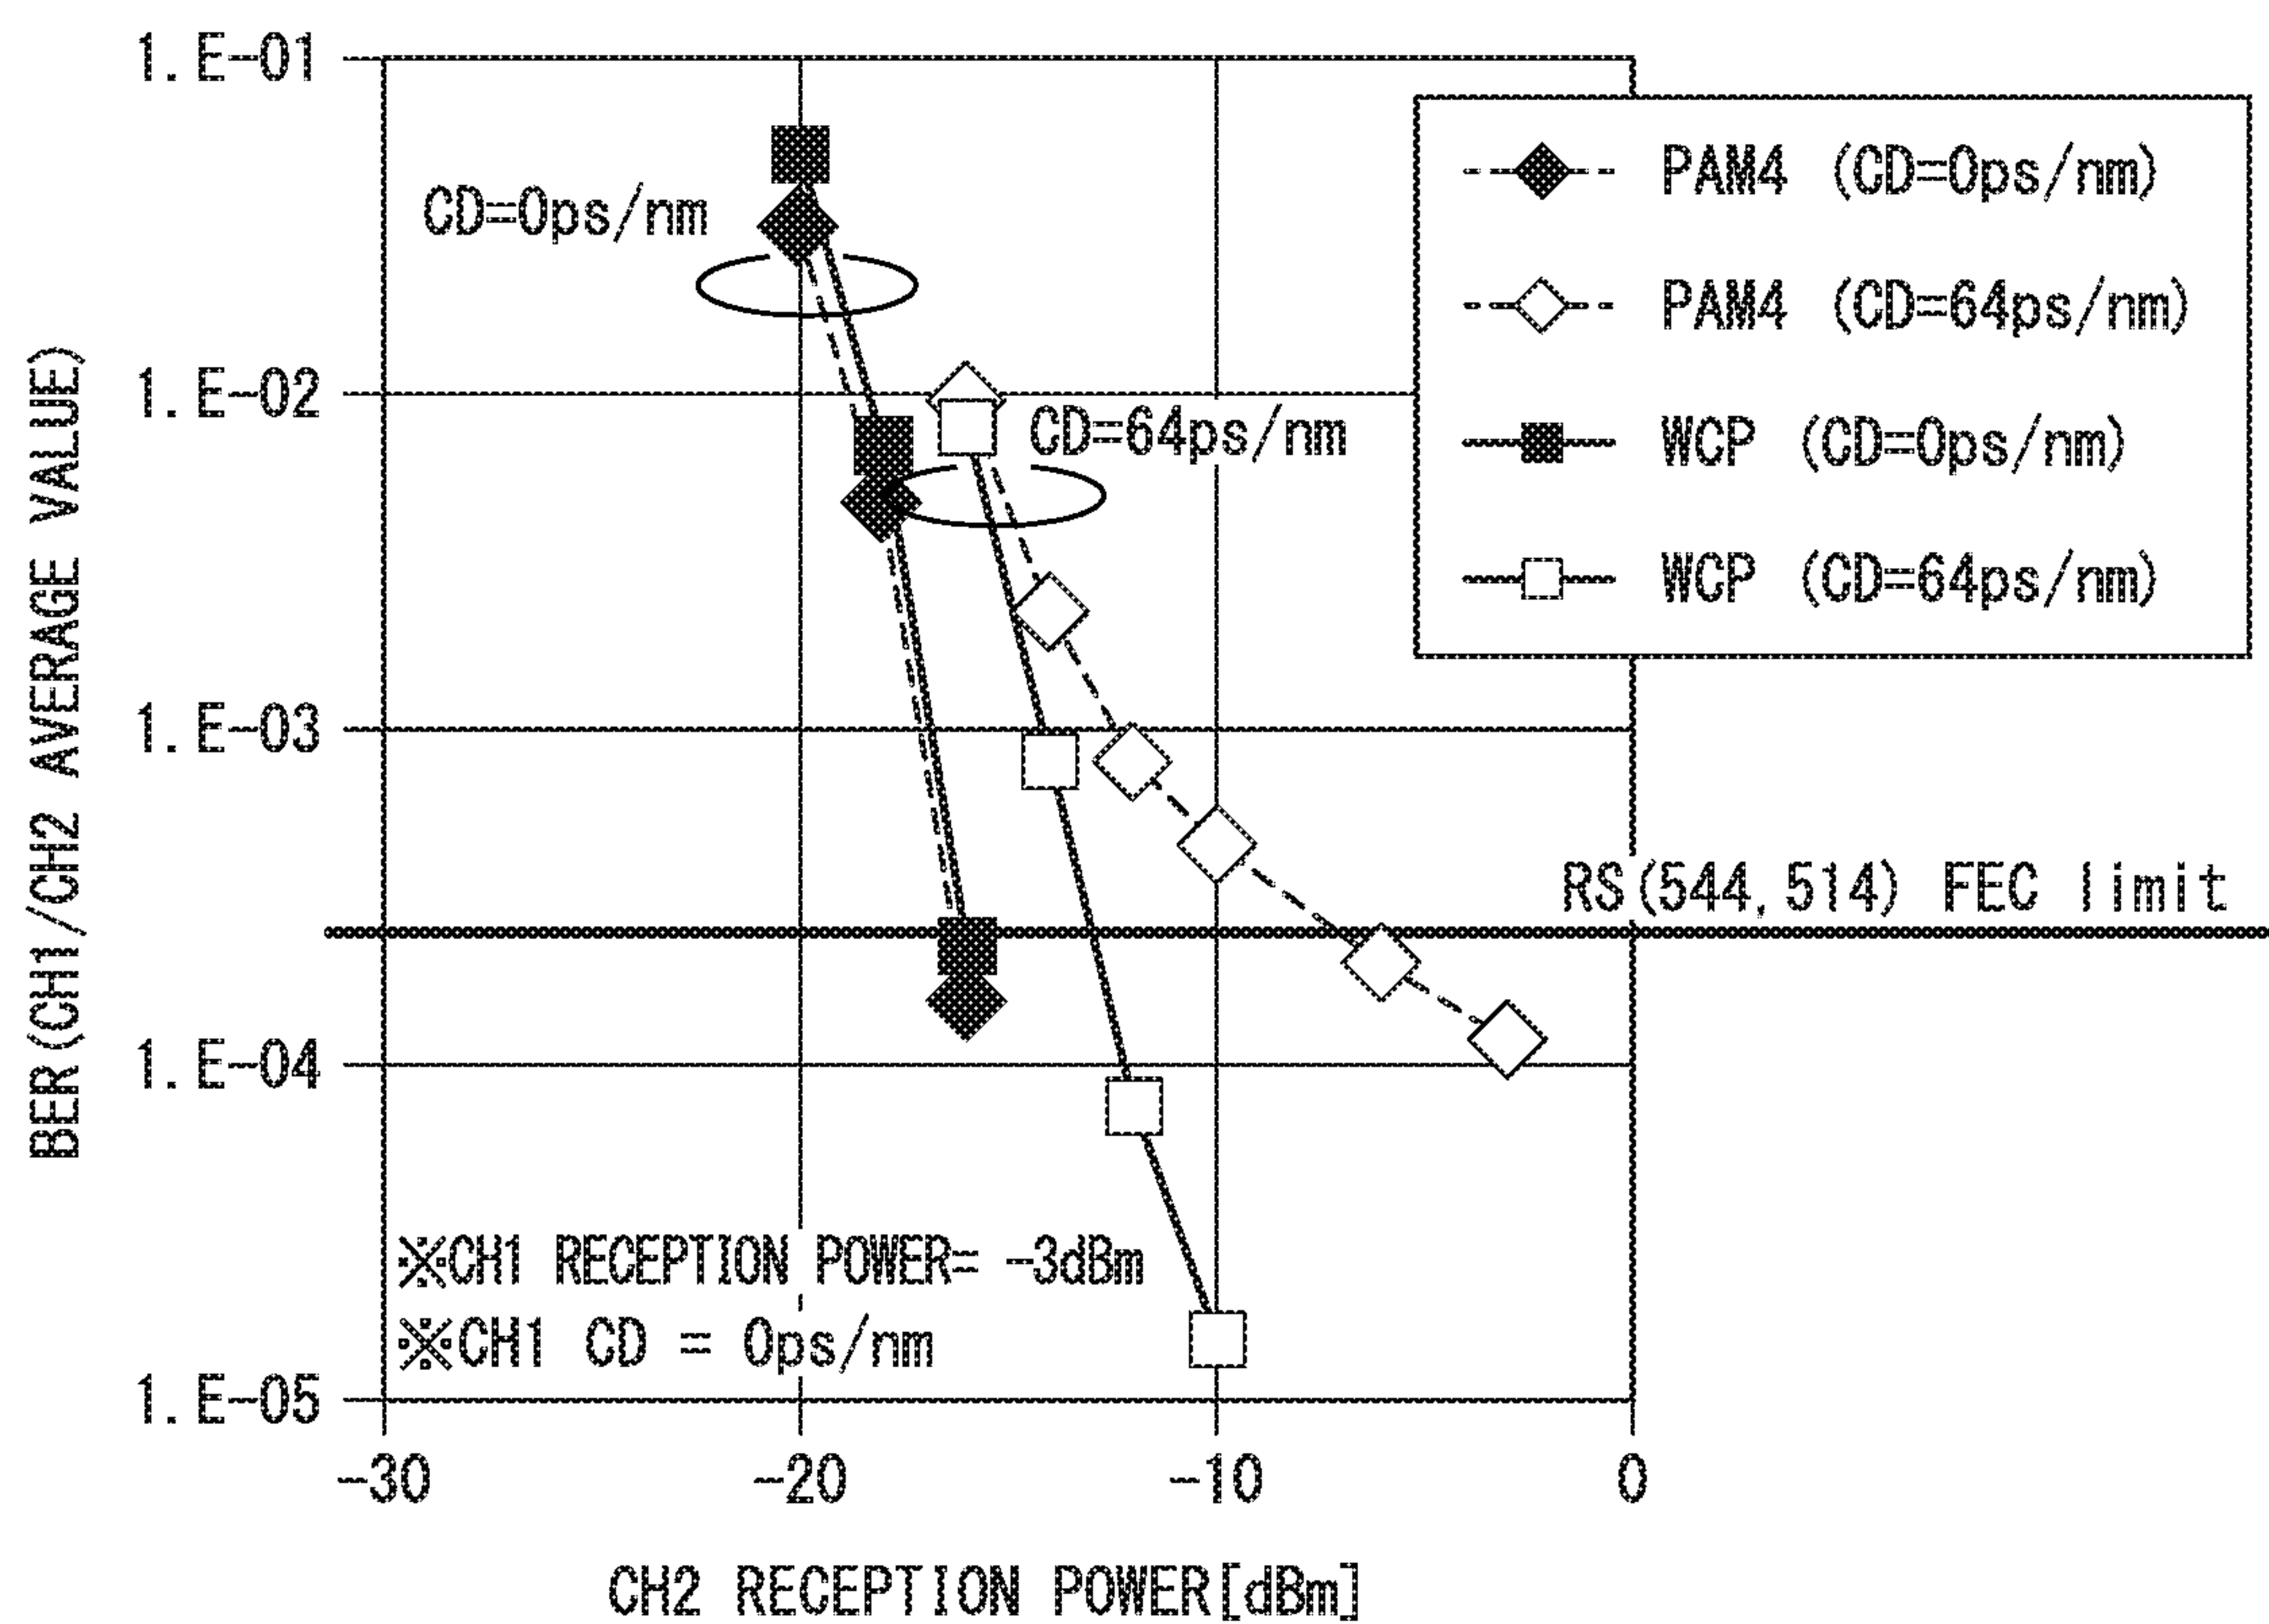 1.E-01
1.E-02
1.E-03
1.E-04
1.E-05
BER(CH1/CH2 AVERAGE VALUE)
CD=0ps/nm
CD=64ps/nm
PAM4 (CD=0ps/nm)
PAM4 (CD=64ps/nm)
WCP (CD=0ps/nm)
WCP (CD=64ps/nm)
RS(544,514) FEC limit
※CH1 RECEPTION POWER= -3dBm
※CH1 CD = 0ps/nm
-30
-20
-10
0
CH2 RECEPTION POWER[dBm]